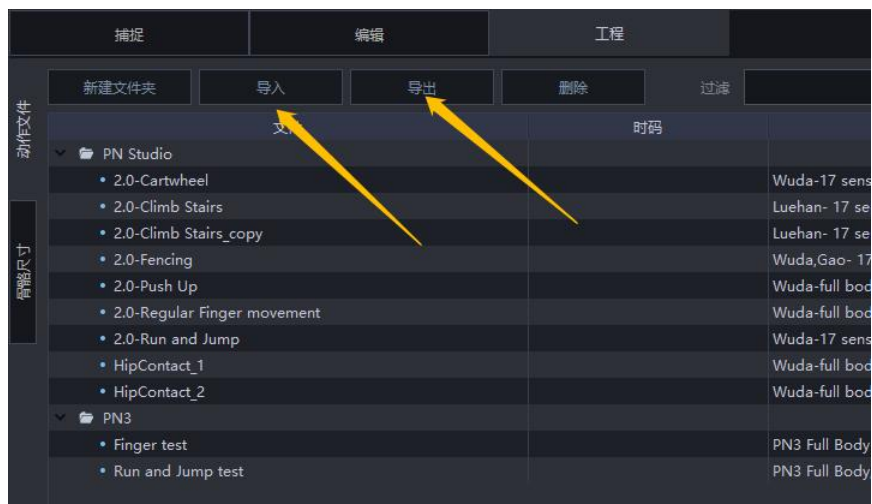 捕捉 编辑 工程
新建文件夹 导入 导出 删除 过滤
动作文件
骨骼尺寸
文件 时码
PN Studio
2.0-Cartwheel Wuda-17 sens
2.0-Climb Stairs Luehan- 17 se
2.0-Climb Stairs_copy Luehan- 17 se
2.0-Fencing Wuda,Gao- 17
2.0-Push Up Wuda-full bod
2.0-Regular Finger movement Wuda-full bod
2.0-Run and Jump Wuda-17 sens
HipContact_1 Wuda-full bod
HipContact_2 Wuda-full bod
PN3
Finger test PN3 Full Body
Run and Jump test PN3 Full Body,